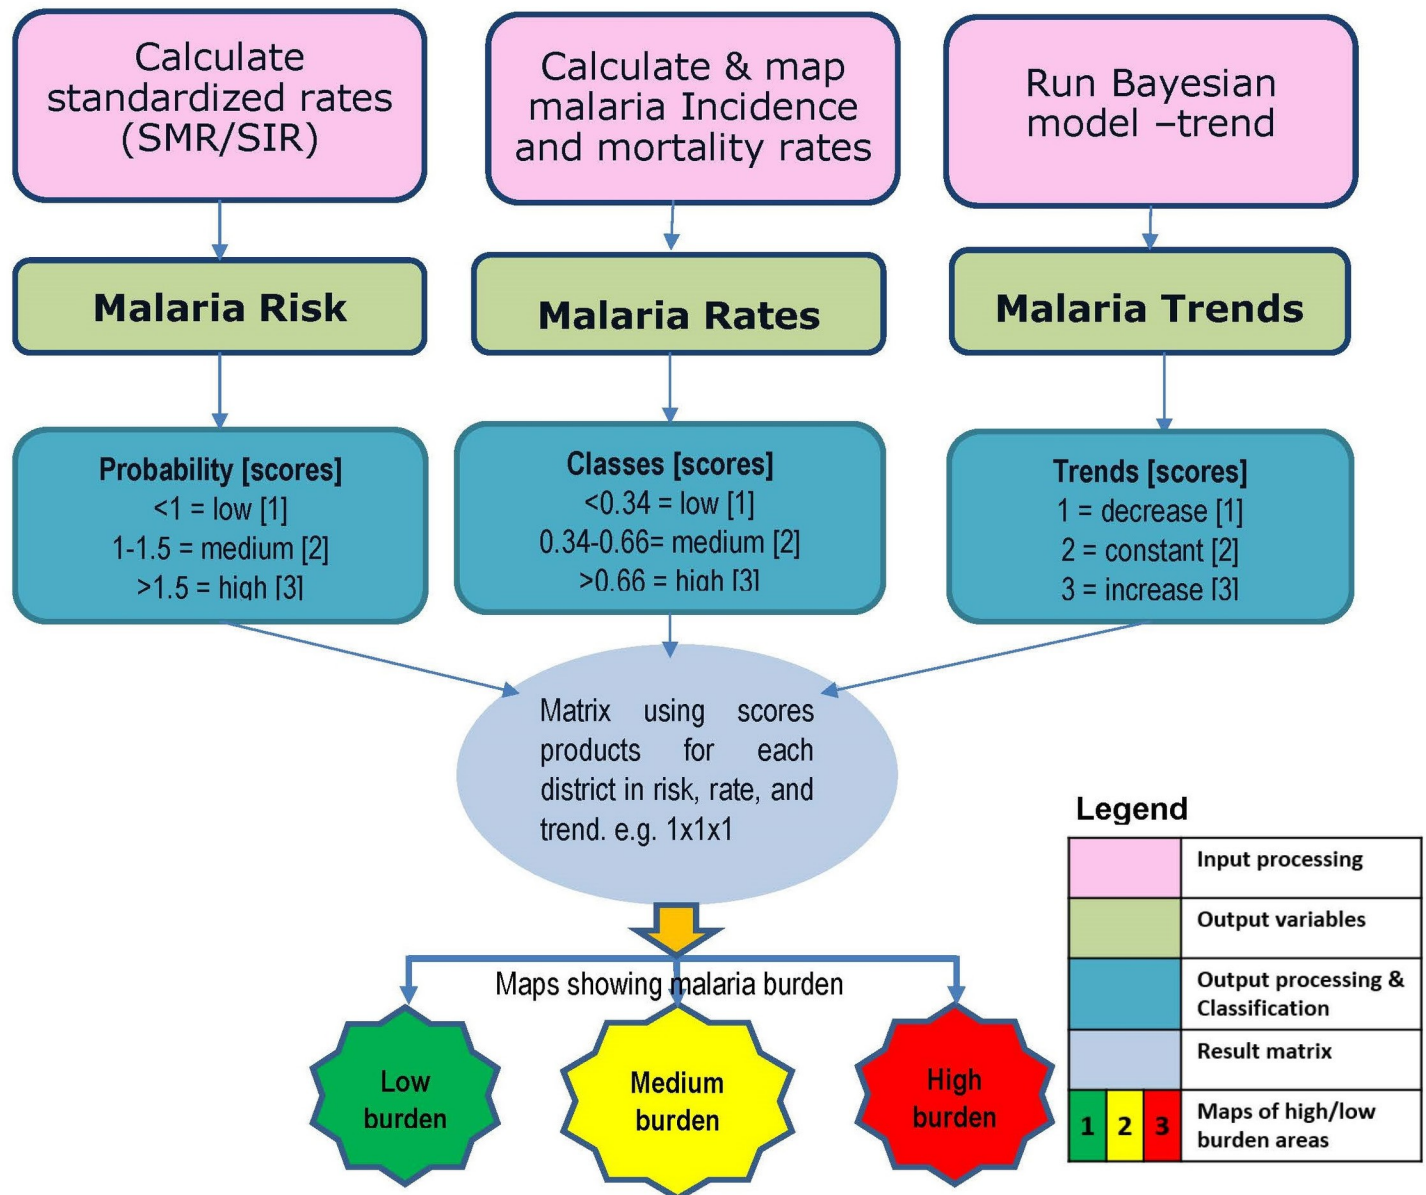 Calculate
standardized rates
(SMR/SIR)
Calculate & map
malaria Incidence
and mortality rates
Run Bayesian
model –trend
Malaria Risk
Malaria Rates
Malaria Trends
Probability [scores]
<1 = low [1]
1-1.5 = medium [2]
>1.5 = high [3]
Classes [scores]
<0.34 = low [1]
0.34-0.66= medium [2]
>0.66 = high [3]
Trends [scores]
1 = decrease [1]
2 = constant [2]
3 = increase [3]
Matrix using scores
products for each
district in risk, rate, and
trend. e.g. 1x1x1
Maps showing malaria burden
Low
burden
Medium
burden
High
burden
Legend
Input processing
Output variables
Output processing &
Classification
Result matrix
1 2 3
Maps of high/low
burden areas